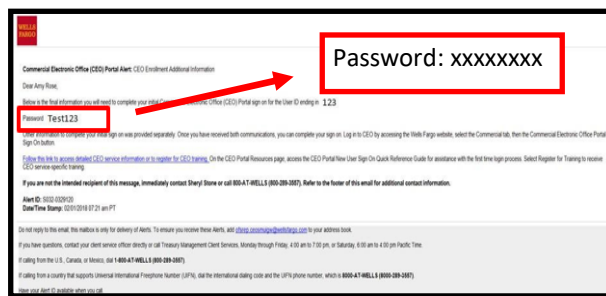 WELLS
FARGO
Password: xxxxxxxx
Commercial Electronic Office (CEO) Portal Alert: CEO Enrollment Additional Information
Dear Amy Rose,
Below is the final information you will need to complete your initial Commercial Electronic Office (CEO) Portal sign on for the User ID ending in 123
Password Test123
Other information to complete your initial sign on was provided separately. Once you have received both communications, you can complete your sign on. Log in to CEO by accessing the Wells Fargo website, select the Commercial tab, then the Commercial Electronic Office Portal
Sign On button.
Follow this link to access detailed CEO service information or to register for CEO training. On the CEO Portal Resources page, access the CEO Portal New User Sign On Quick Reference Guide for assistance with the first time login process. Select Register for Training to receive
CEO service-specific training.
If you are not the intended recipient of this message, immediately contact Sheryl Store or call 800-AT-WELLS (800-289-3557). Refer to the footer of this email for additional contact information.
Alert ID: S032-0329120
Date/Time Stamp: 02/01/2018 07:21 am PT
Do not reply to this email; this mailbox is only for delivery of Alerts. To ensure you receive these Alerts, add to your address book.
If you have questions, contact your client service officer directly or call Treasury Management Client Services, Monday through Friday, 4:00 am to 7:00 pm, or Saturday, 6:00 am to 4:00 pm Pacific Time.
If calling from the U.S., Canada, or Mexico, dial 1-800-AT-WELLS (800-289-3557).
If calling from a country that supports Universal International Freephone Number (UIFN), dial the international dialing code and the UIFN phone number, which is 8000-AT-WELLS (8000-289-3557).
Have your Alert ID available when you call.